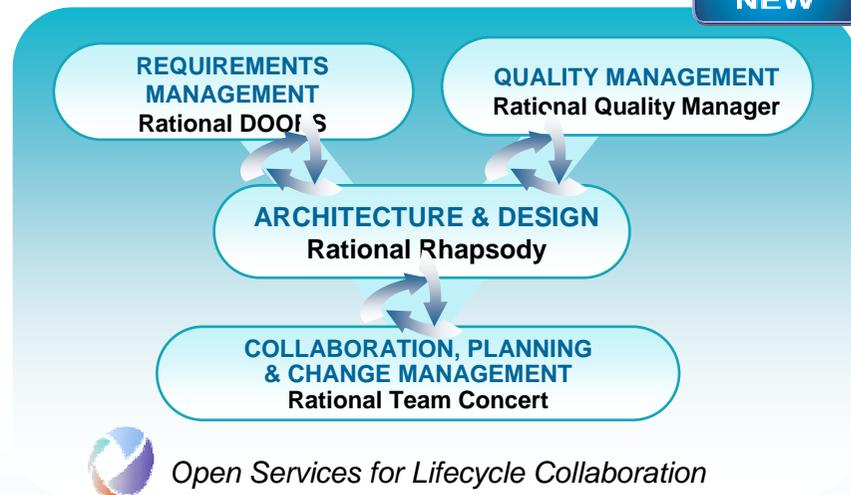 NEW
REQUIREMENTS
MANAGEMENT
Rational DOORS
QUALITY MANAGEMENT
Rational Quality Manager
ARCHITECTURE & DESIGN
Rational Rhapsody
COLLABORATION, PLANNING
& CHANGE MANAGEMENT
Rational Team Concert
Open Services for Lifecycle Collaboration